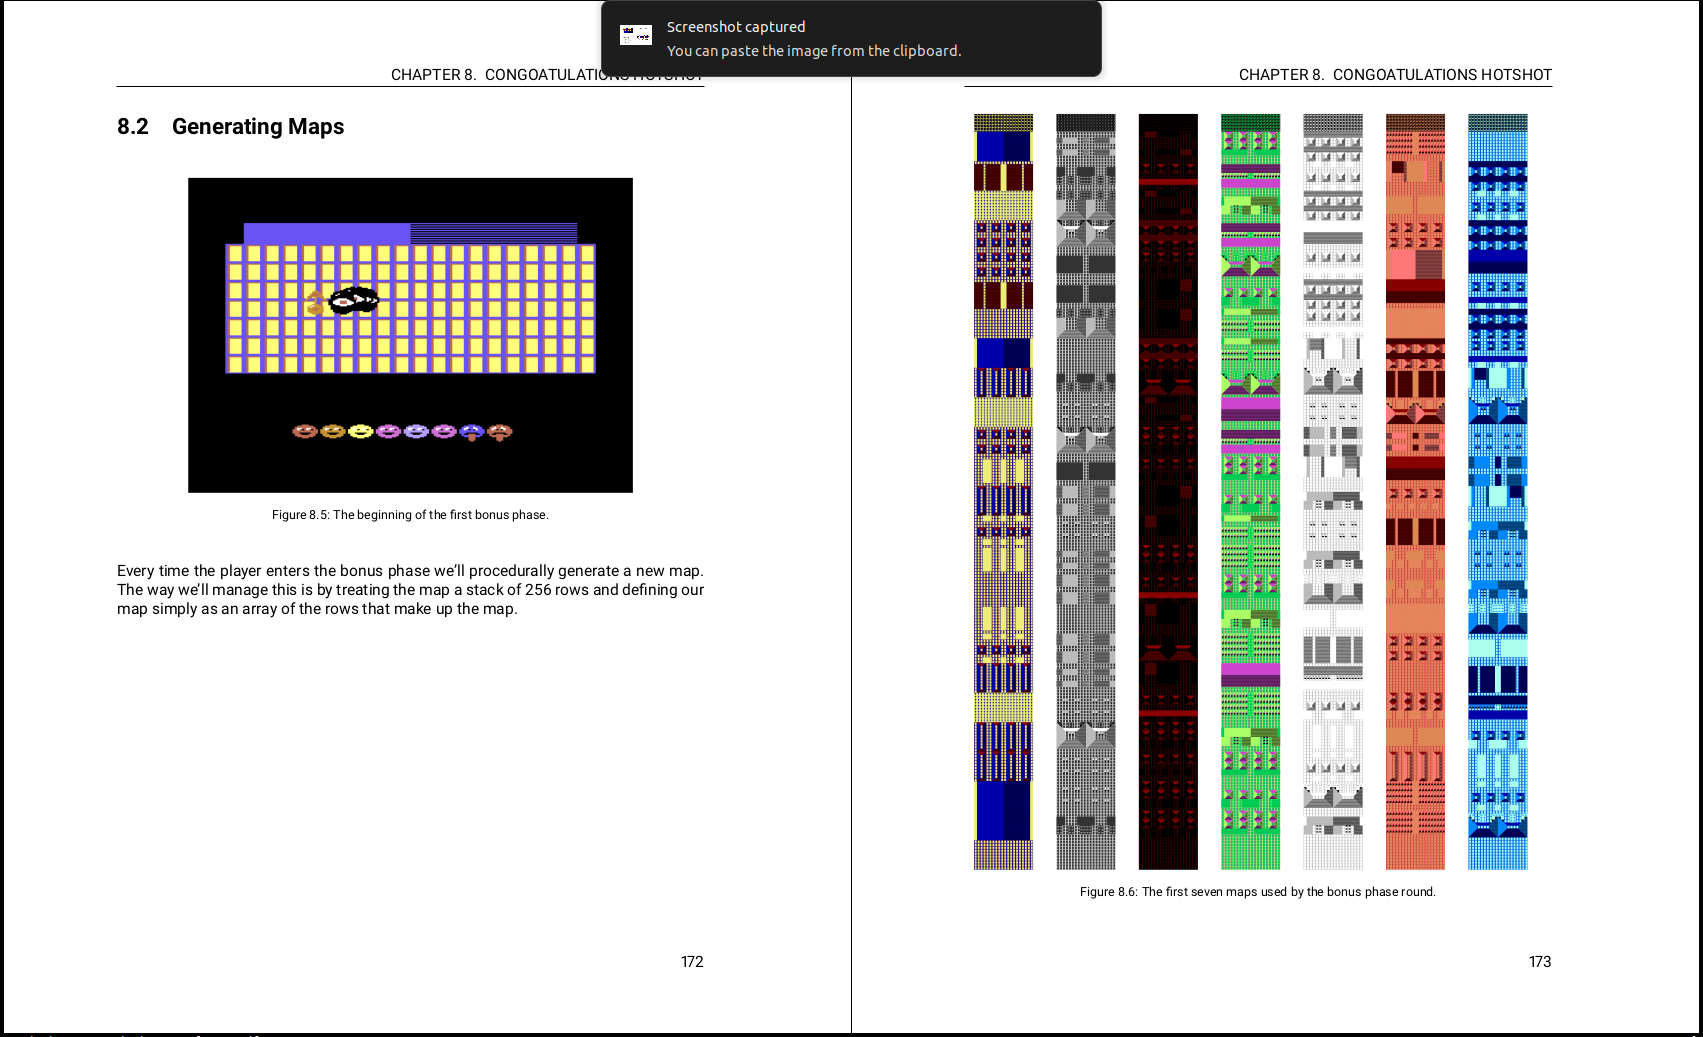 Screenshot captured
You can paste the image from the clipboard.
CHAPTER 8. CONGOATULATIONS HOTSHOT
8.2 Generating Maps
Figure 8.5: The beginning of the first bonus phase.
Every time the player enters the bonus phase we'll procedurally generate a new map.
The way we'll manage this is by treating the map a stack of 256 rows and defining our
map simply as an array of the rows that make up the map.
172
CHAPTER 8. CONGOATULATIONS HOTSHOT
Figure 8.6: The first seven maps used by the bonus phase round.
173